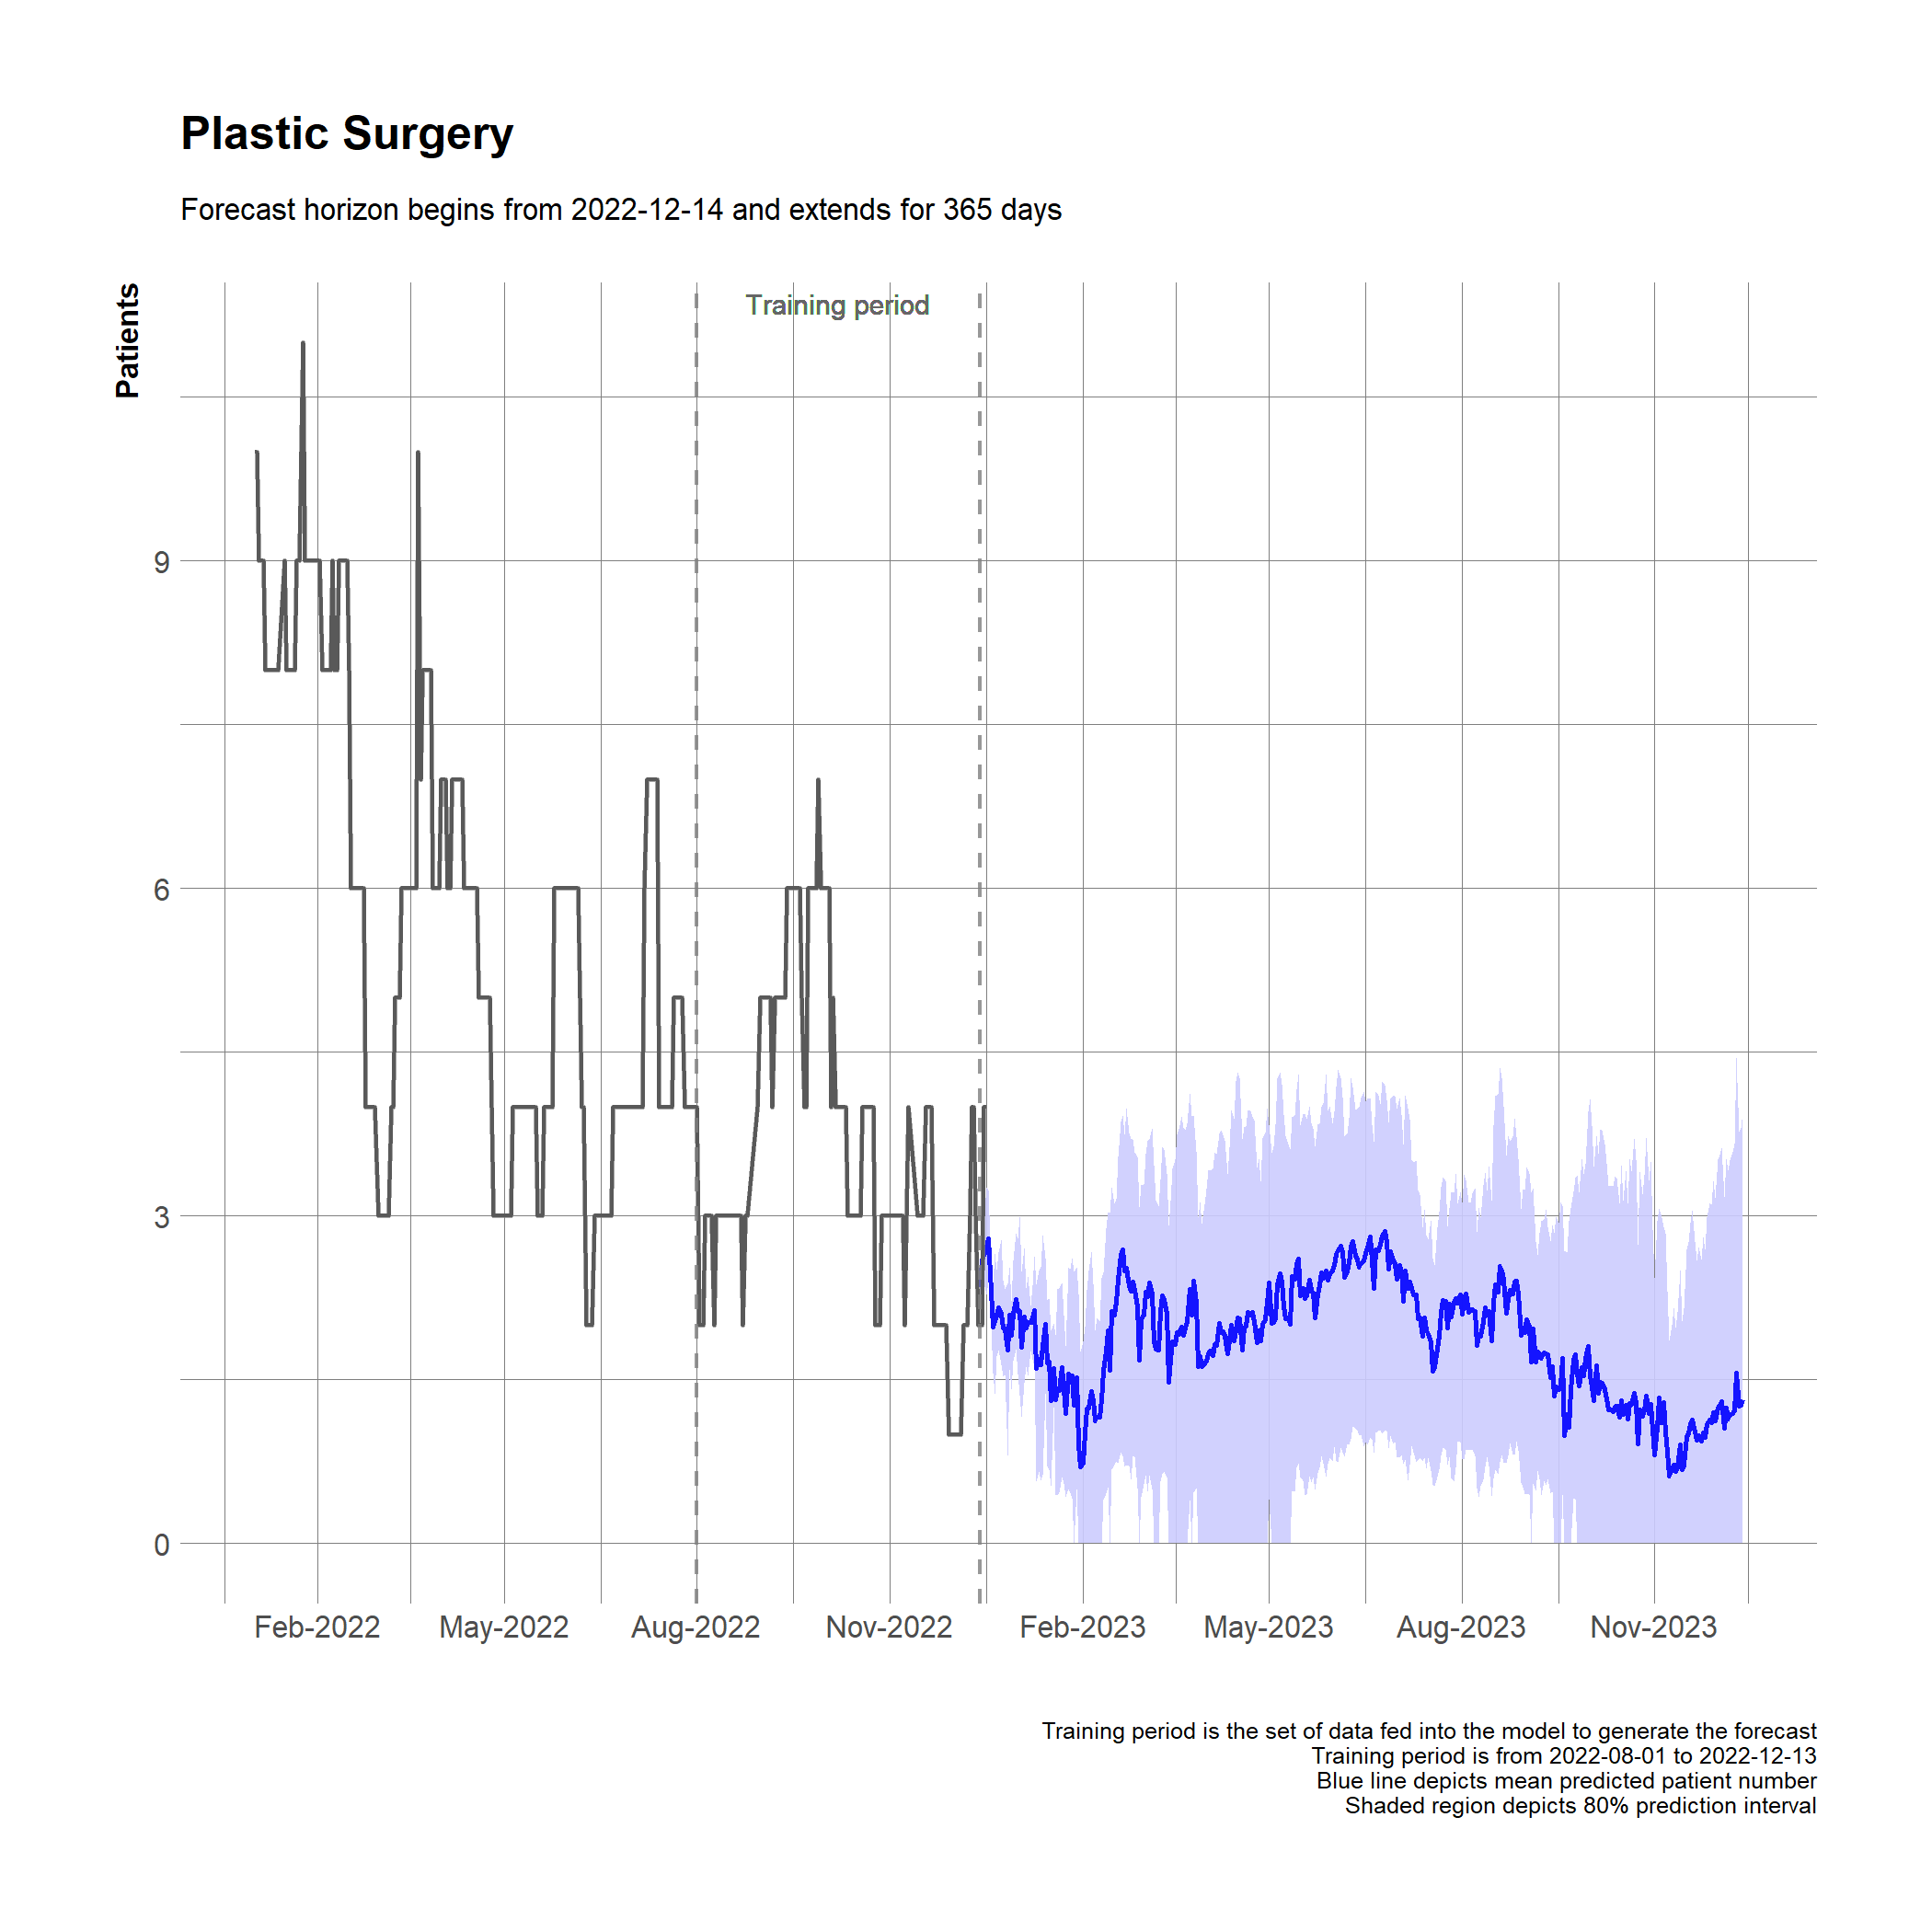 Plastic Surgery
Forecast horizon begins from 2022-12-14 and extends for 365 days
Patients
Training period
9
6
3
0
Feb-2022 May-2022 Aug-2022 Nov-2022 Feb-2023 May-2023 Aug-2023 Nov-2023
Training period is the set of data fed into the model to generate the forecast
Training period is from 2022-08-01 to 2022-12-13
Blue line depicts mean predicted patient number
Shaded region depicts 80% prediction interval